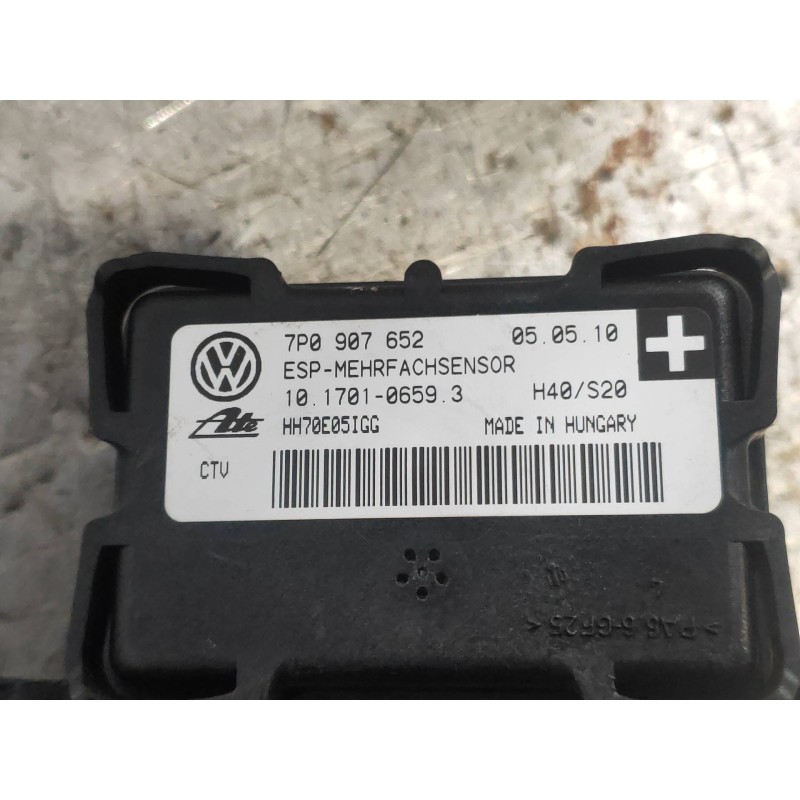 7P0 907 652 05.05.10
ESP-MEHRFACHSENSOR
10.1701-0659.3 H40/S20
Ate HH70E05IGG MADE IN HUNGARY
CTV
>PA6.6-GF25<